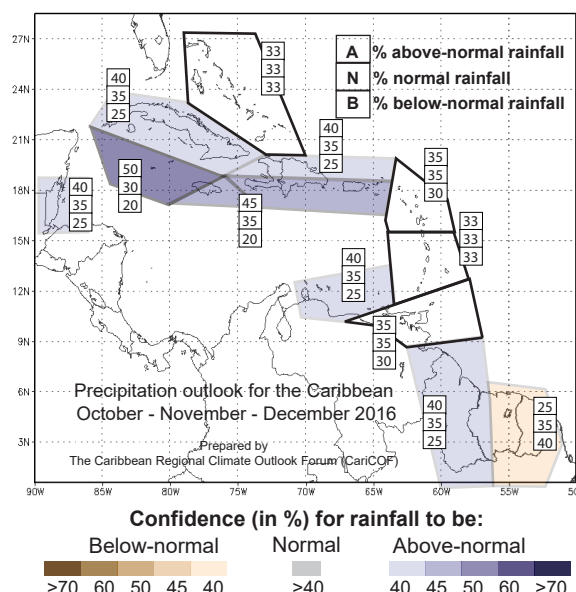 27N
24N
21N
18N
15N
12N
9N
6N
3N
A % above-normal rainfall
N % normal rainfall
B % below-normal rainfall
33
33
33
40
35
25
40
35
25
35
35
30
50
30
20
40
35
25
45
35
20
33
33
33
40
35
25
35
35
30
40
35
25
25
35
40
Precipitation outlook for the Caribbean
October - November - December 2016
Prepared by
The Caribbean Regional Climate Outlook Forum (CariCOF)
90W 85W 80W 75W 70W 65W 60W 55W 50W
Confidence (in %) for rainfall to be:
Below-normal Normal Above-normal
>70 60 50 45 40 >40 40 45 50 60 >70